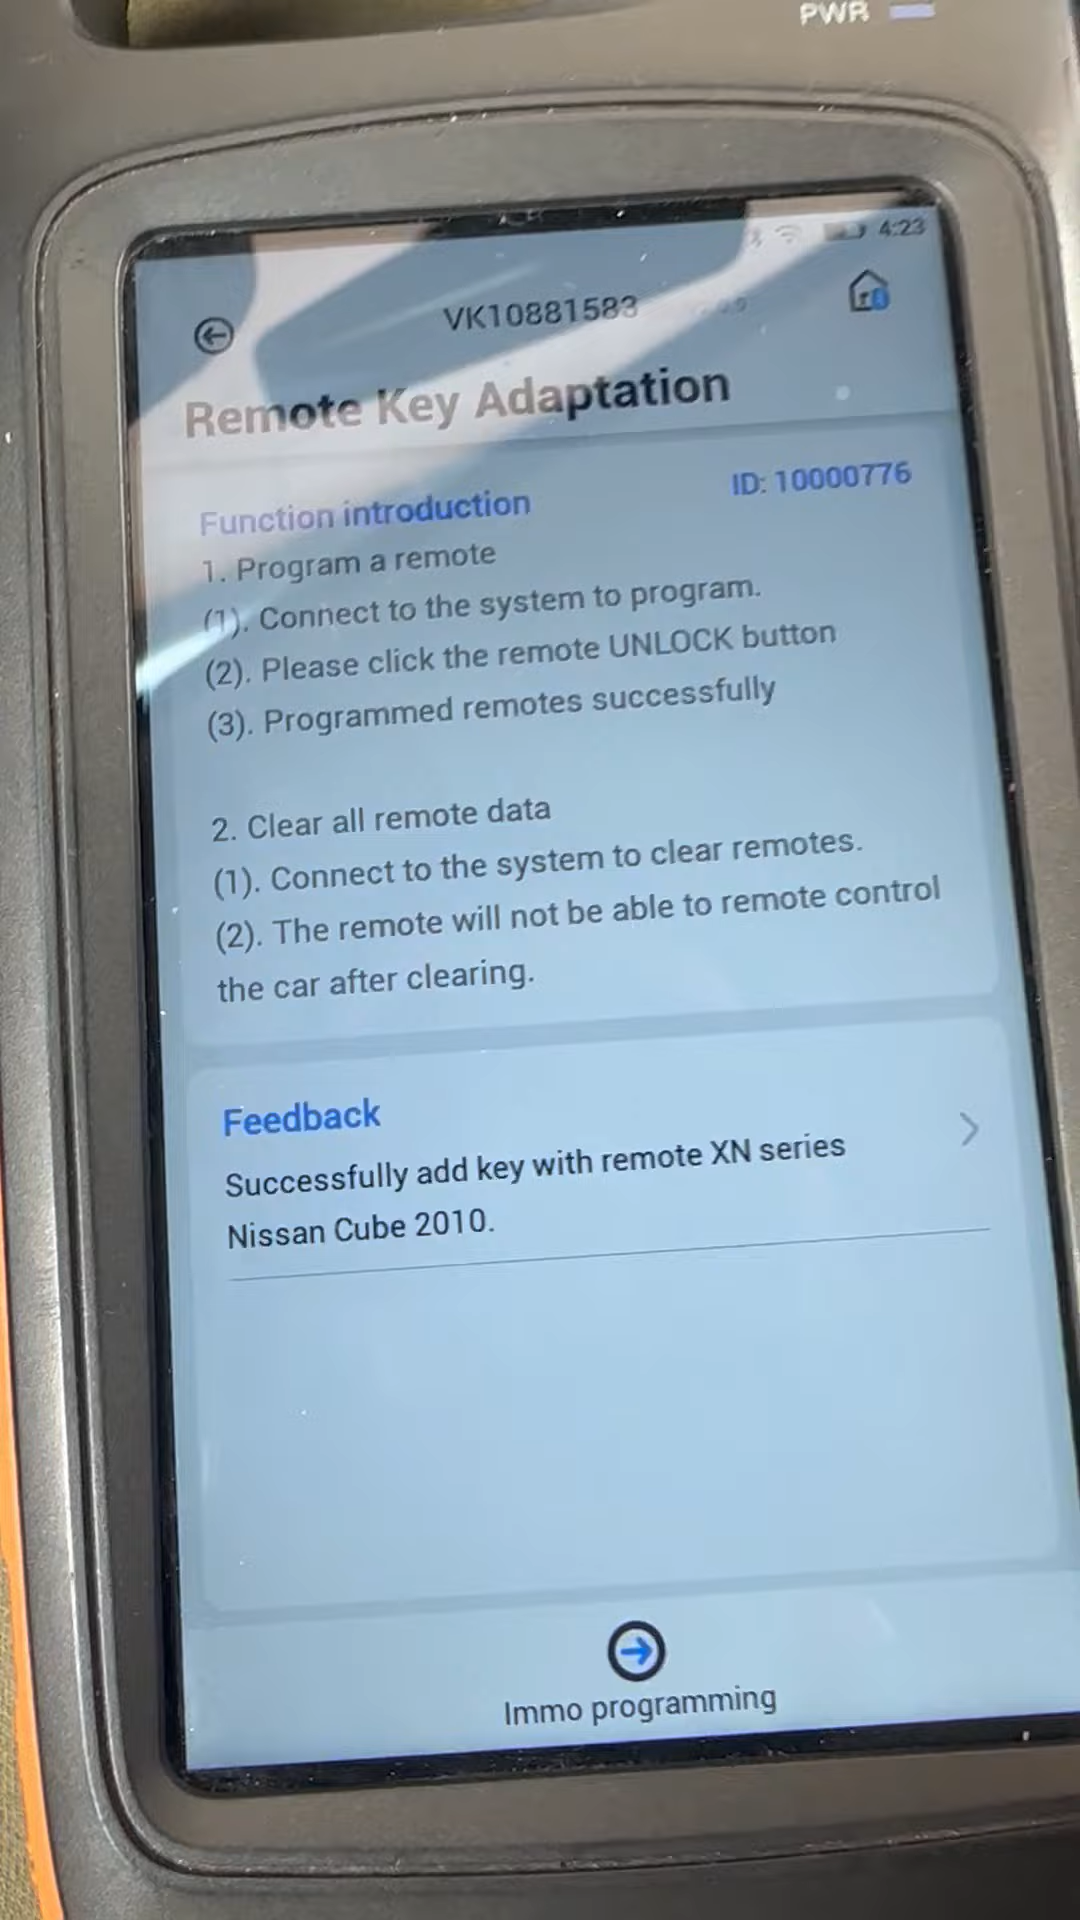 PWR
4:23
VK10881583
Remote Key Adaptation
Function introduction
ID: 10000776
1. Program a remote
(1). Connect to the system to program.
(2). Please click the remote UNLOCK button
(3). Programmed remotes successfully
2. Clear all remote data
(1). Connect to the system to clear remotes.
(2). The remote will not be able to remote control
the car after clearing.
Feedback
Successfully add key with remote XN series
Nissan Cube 2010.
Immo programming